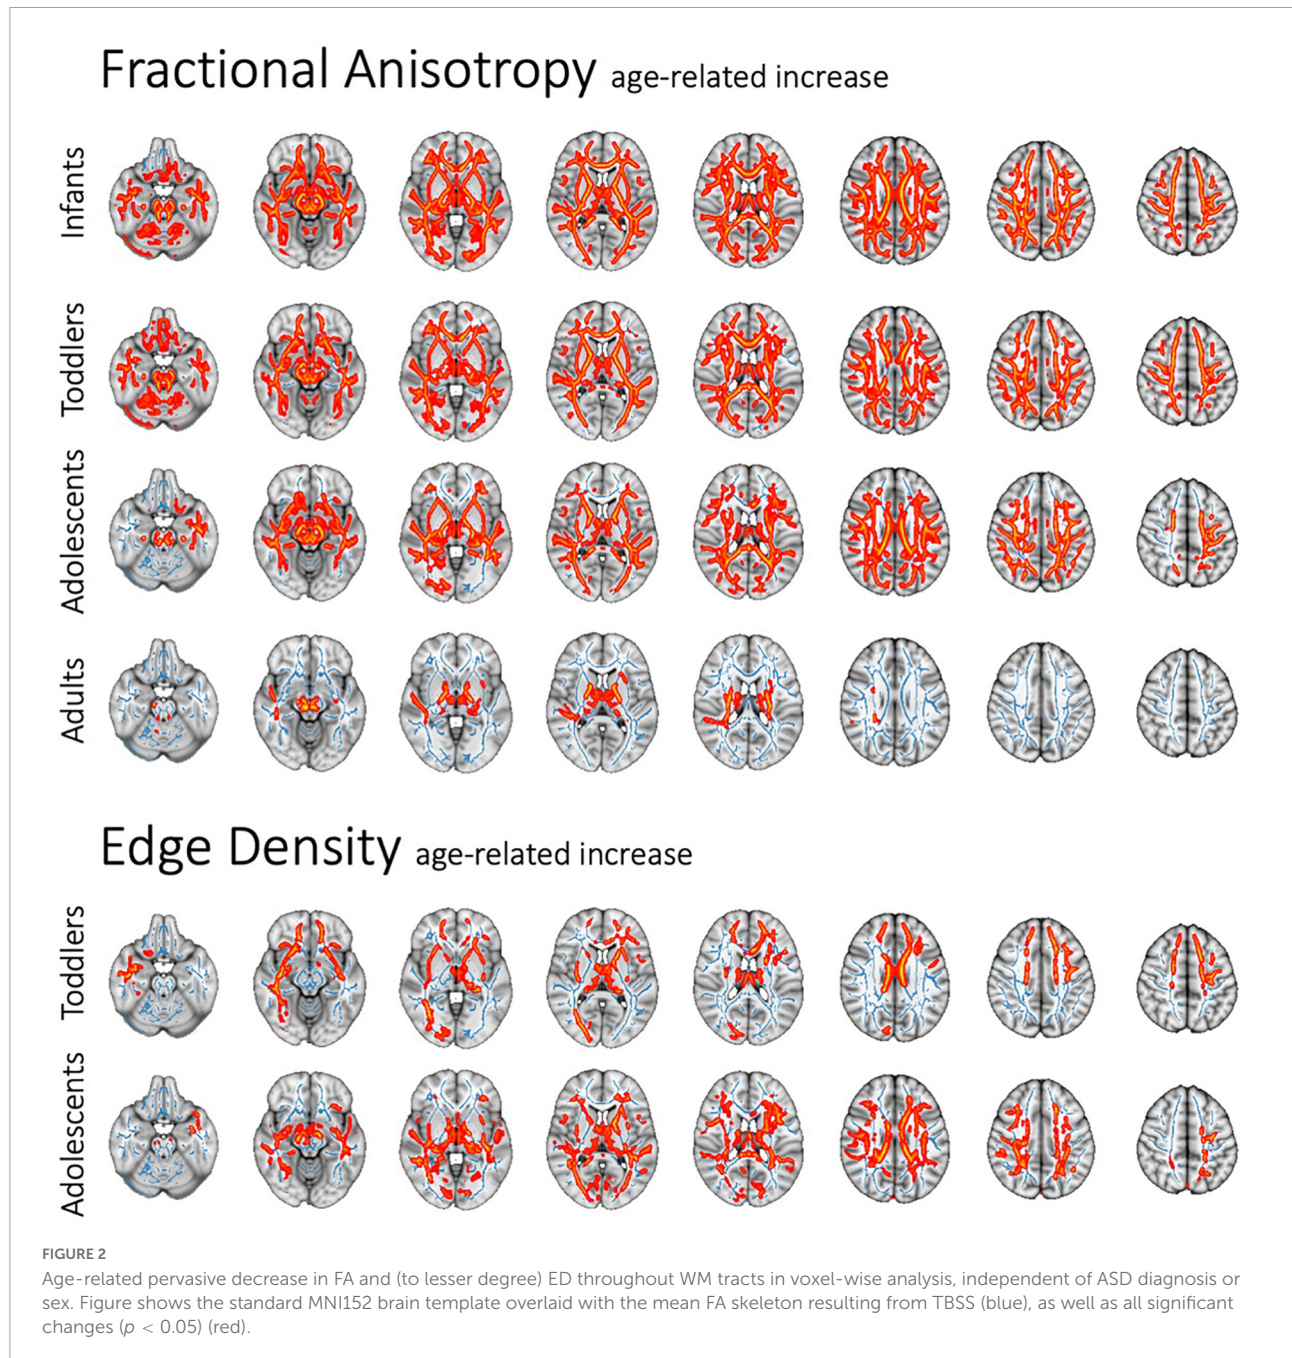 Fractional Anisotropy age-related increase
Infants
Toddlers
Adolescents
Adults
Edge Density age-related increase
Toddlers
Adolescents
FIGURE 2
Age-related pervasive decrease in FA and (to lesser degree) ED throughout WM tracts in voxel-wise analysis, independent of ASD diagnosis or
sex. Figure shows the standard MNI152 brain template overlaid with the mean FA skeleton resulting from TBSS (blue), as well as all significant
changes (p < 0.05) (red).